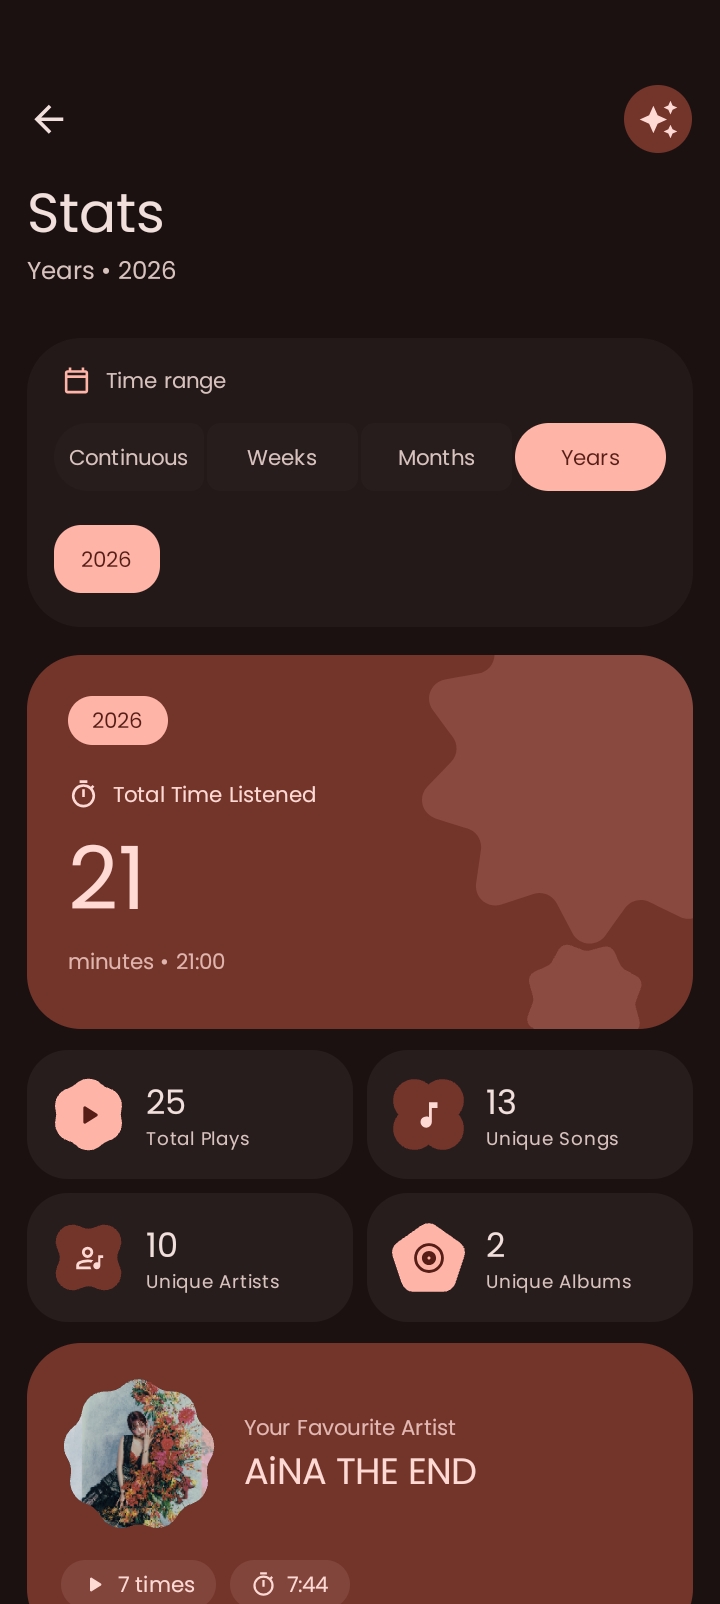 Stats
Years • 2026
Time range
Continuous
Weeks
Months
Years
2026
2026
Total Time Listened
21
minutes • 21:00
25
Total Plays
13
Unique Songs
10
Unique Artists
2
Unique Albums
Your Favourite Artist
AiNA THE END
7 times
7:44